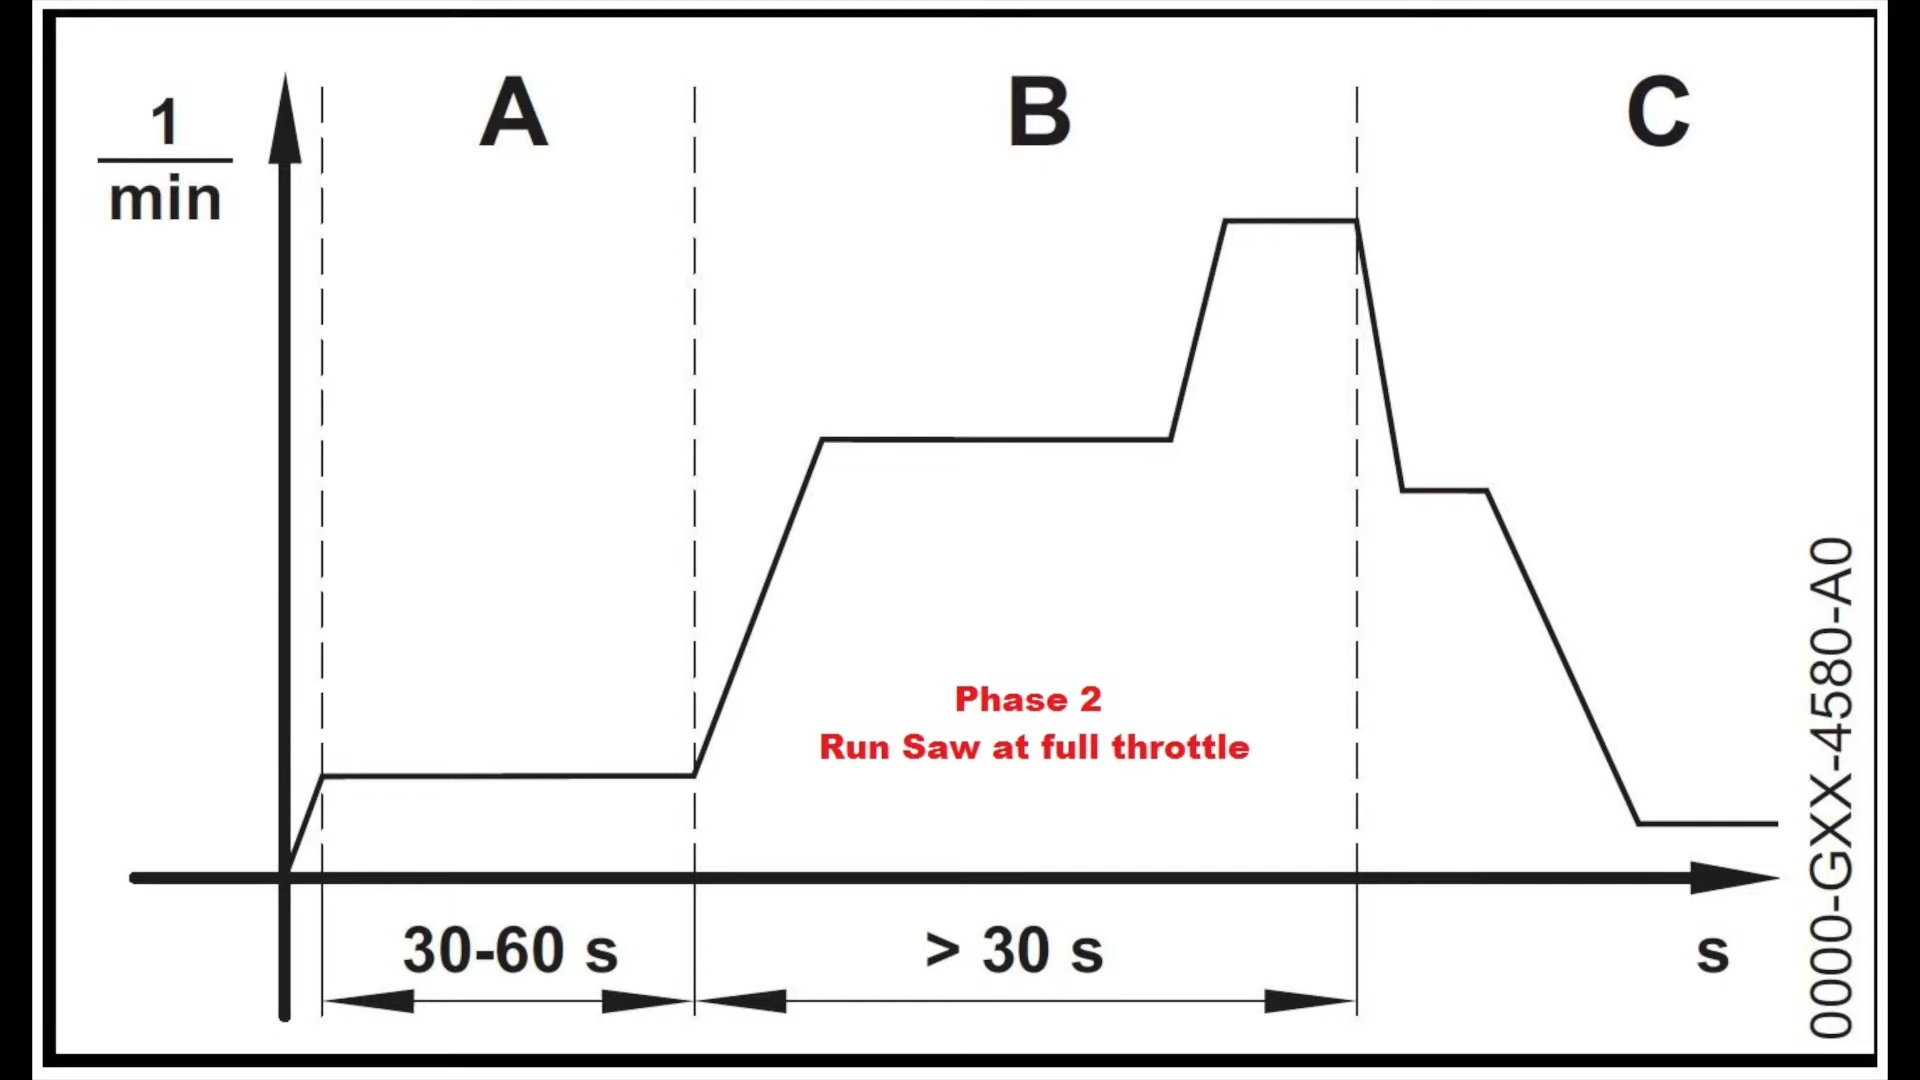 1
min
A
B
C
Phase 2
Run Saw at full throttle
30-60 s
> 30 s
s
0000-GXX-4580-A0